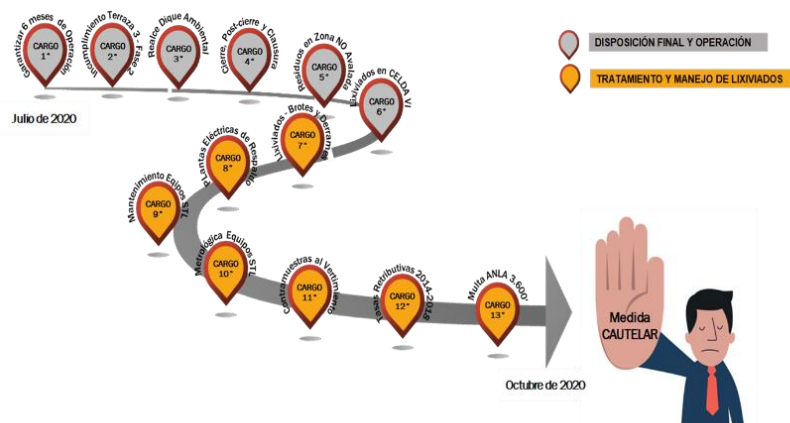 Garantizar 6 meses de Operación
CARGO
1°
Incumplimiento Terraza 3 - Fase 2
CARGO
2°
Realce Dique Ambiental
CARGO
3°
Cierre, Post-cierre y Clausura
CARGO
4°
Residuos en Zona NO Avalada
CARGO
5°
Lixiviados en CELDA VI
CARGO
6°
DISPOSICIÓN FINAL Y OPERACIÓN
TRATAMIENTO Y MANEJO DE LIXIVIADOS
Julio de 2020
Lixiviados - Brotes y Derrames
CARGO
7°
PLantas Eléctricas de Respaldo
CARGO
8°
Mantenimiento Eqipos STL
CARGO
9°
Metrológica Equipos STL
CARGO
10°
Contramuestras al Vertimiento
CARGO
11°
Tasas Retributivas 2014-2018
CARGO
12°
Multa ANLA 3.600'
CARGO
13°
Octubre de 2020
Medida
CAUTELAR